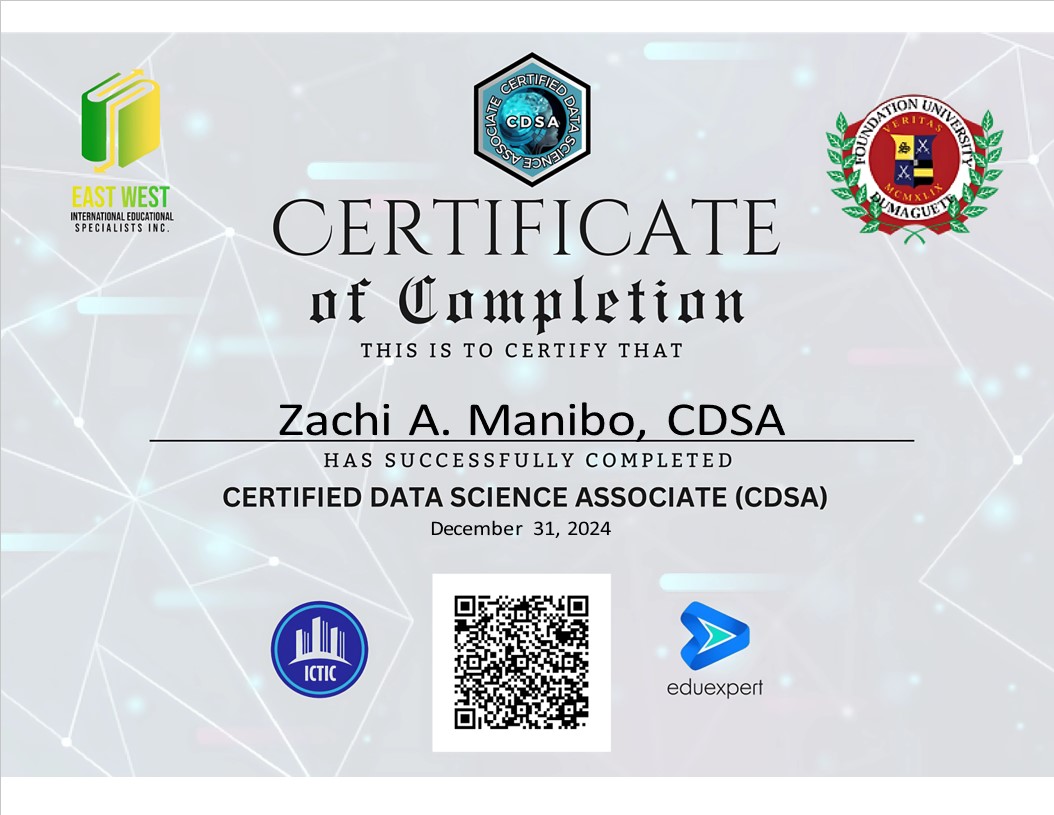 EAST WEST
INTERNATIONAL EDUCATIONAL
SPECIALISTS INC.
CERTIFIED DATA SCIENCE ASSOCIATE
CDSA
FOUNDATION UNIVERSITY
VERITAS
MCMXLIX
DUMAGUETE
CERTIFICATE
of Completion
THIS IS TO CERTIFY THAT
Zachi A. Manibo, CDSA
HAS SUCCESSFULLY COMPLETED
CERTIFIED DATA SCIENCE ASSOCIATE (CDSA)
December 31, 2024
ICTIC
eduexpert